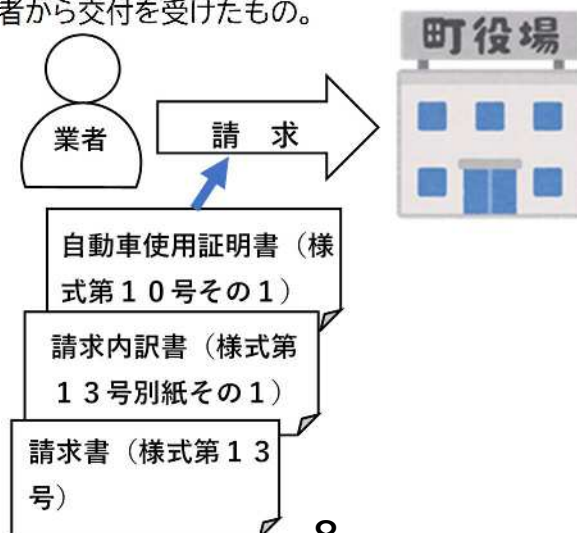 者から交付を受けたもの。
町役場
業者
請　求
自動車使用証明書（様
式第１０号その１）
請求内訳書（様式第
１３号別紙その１）
請求書（様式第１３
号）
8